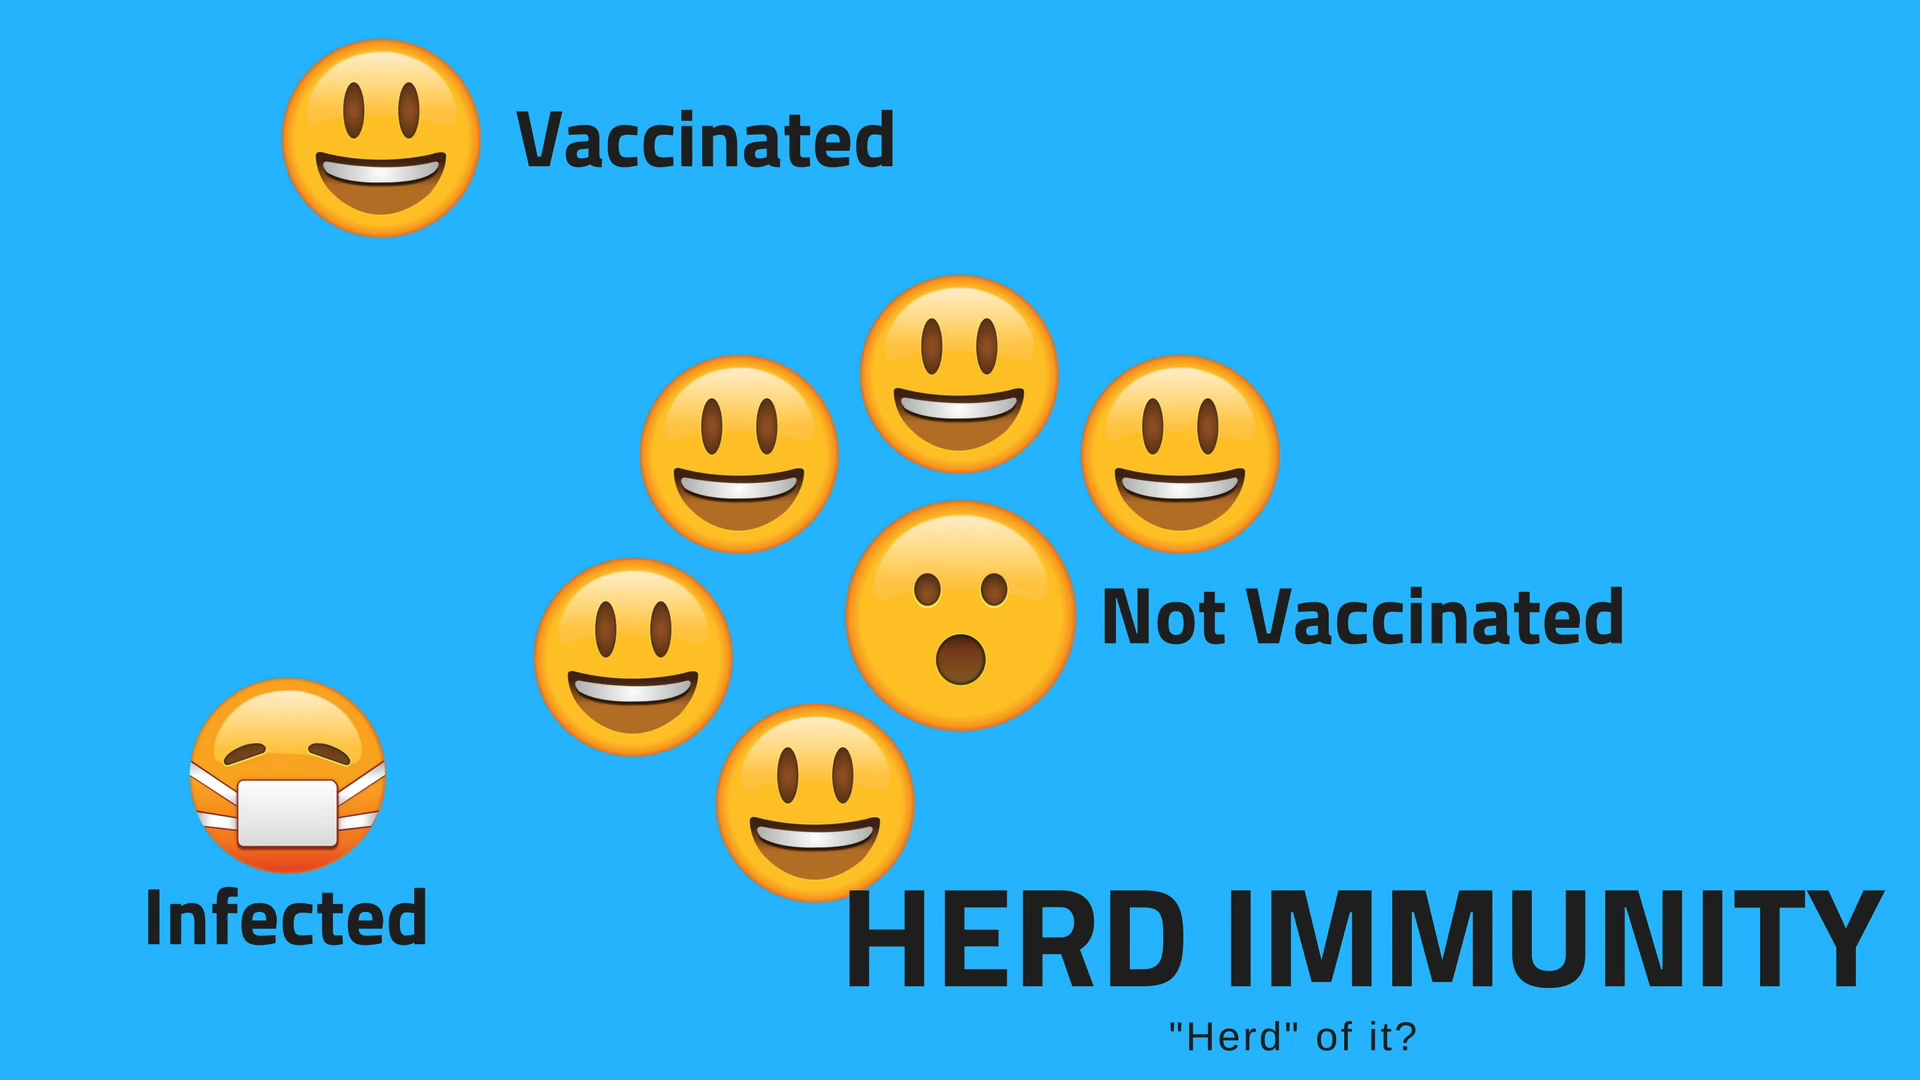 Vaccinated
Not Vaccinated
Infected
HERD IMMUNITY
"Herd" of it?